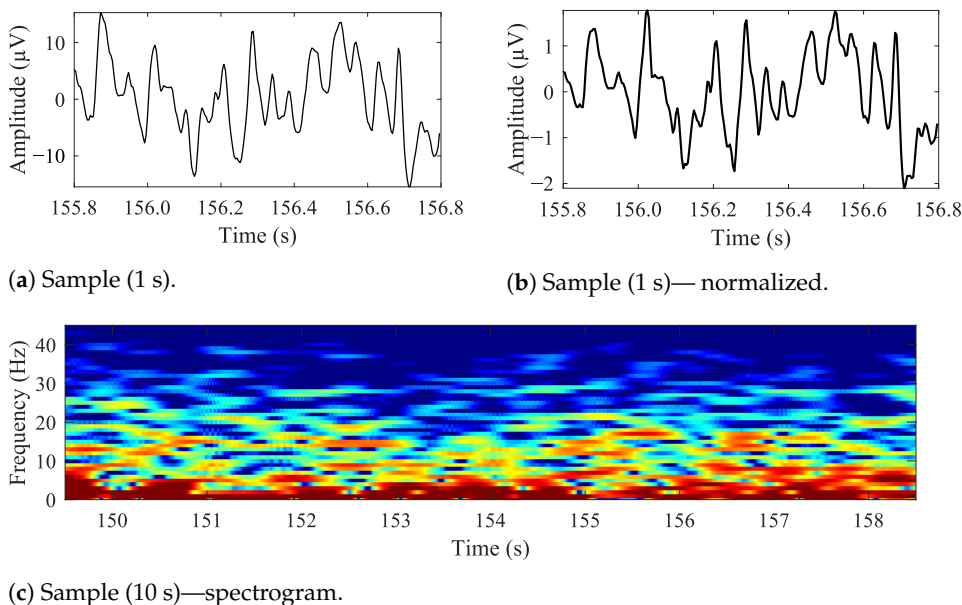 Amplitude (µV)
10
0
−10
155.8 156.0 156.2 156.4 156.6 156.8
Time (s)
(a) Sample (1 s).
Amplitude (µV)
1
0
−1
−2
155.8 156.0 156.2 156.4 156.6 156.8
Time (s)
(b) Sample (1 s)— normalized.
Frequency (Hz)
40
30
20
10
0
150 151 152 153 154 155 156 157 158
Time (s)
(c) Sample (10 s)—spectrogram.